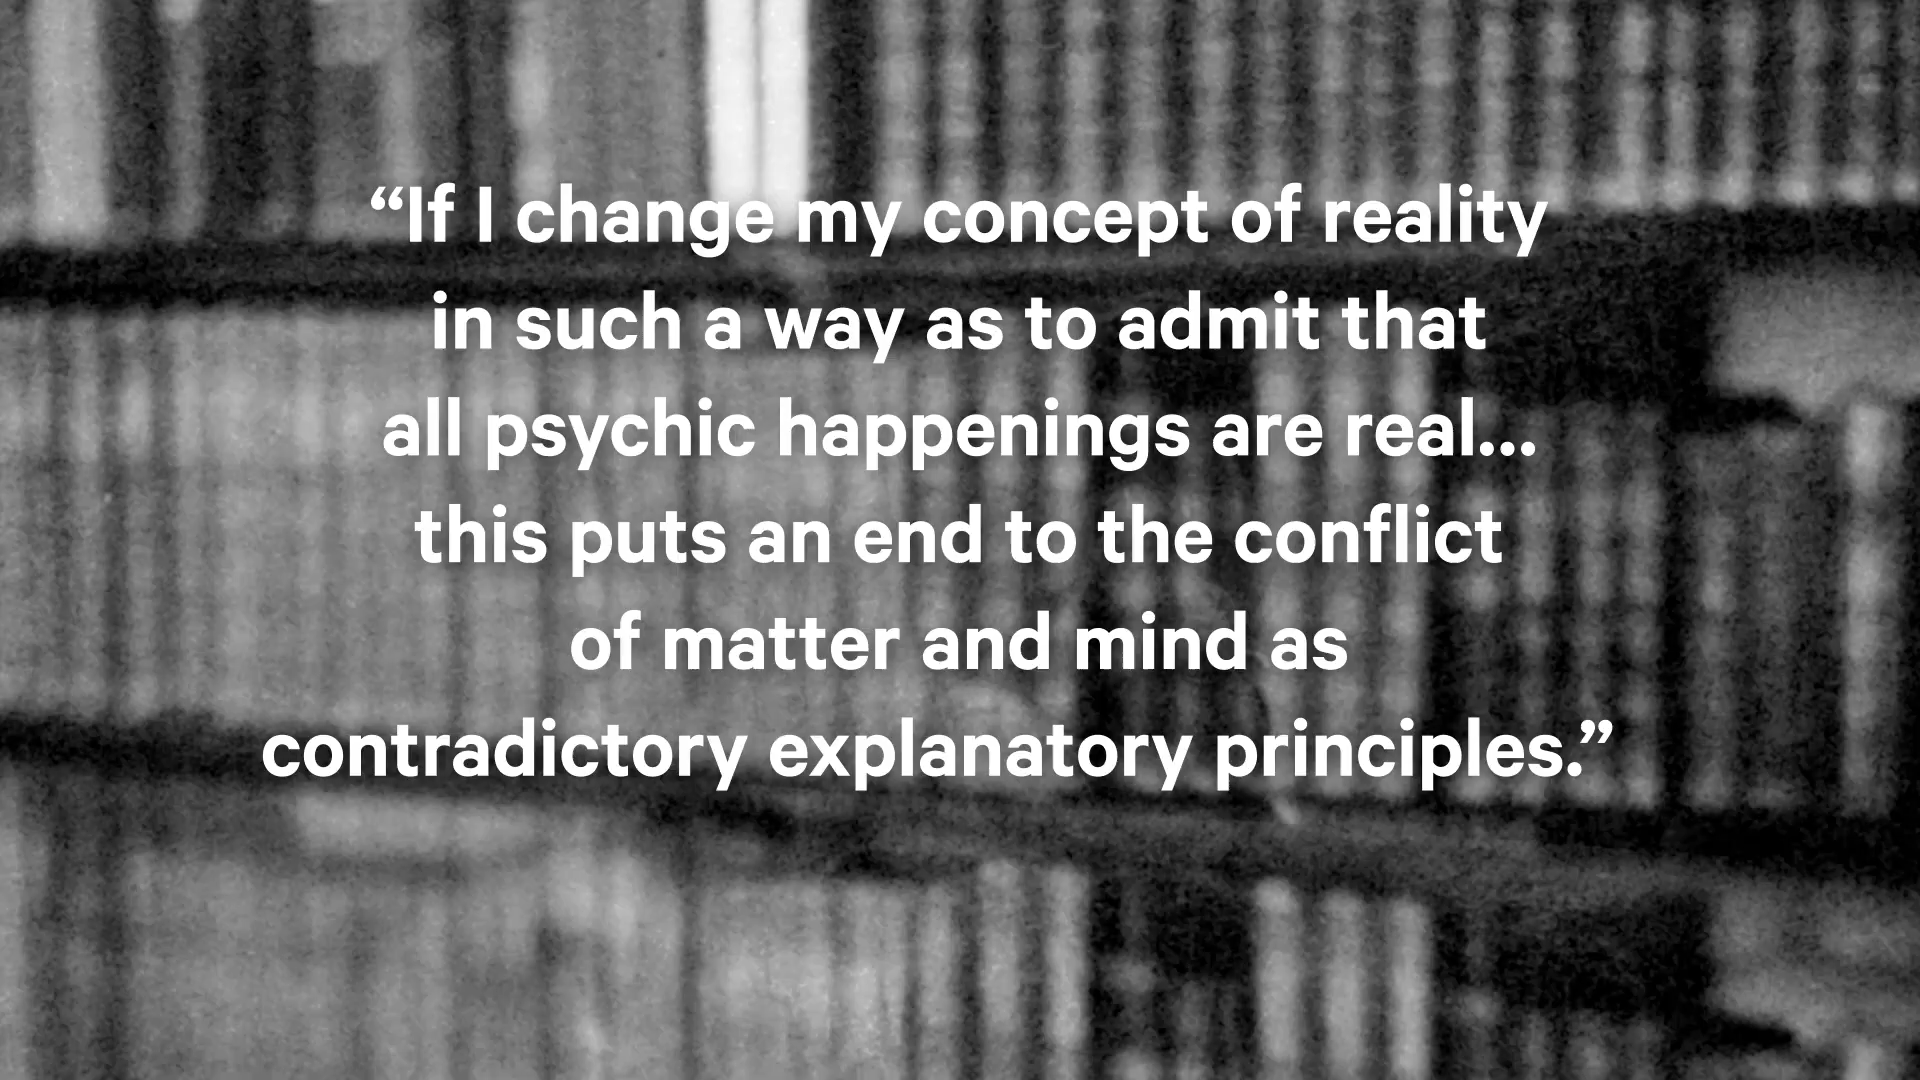 “If I change my concept of reality
in such a way as to admit that
all psychic happenings are real...
this puts an end to the conflict
of matter and mind as
contradictory explanatory principles.”